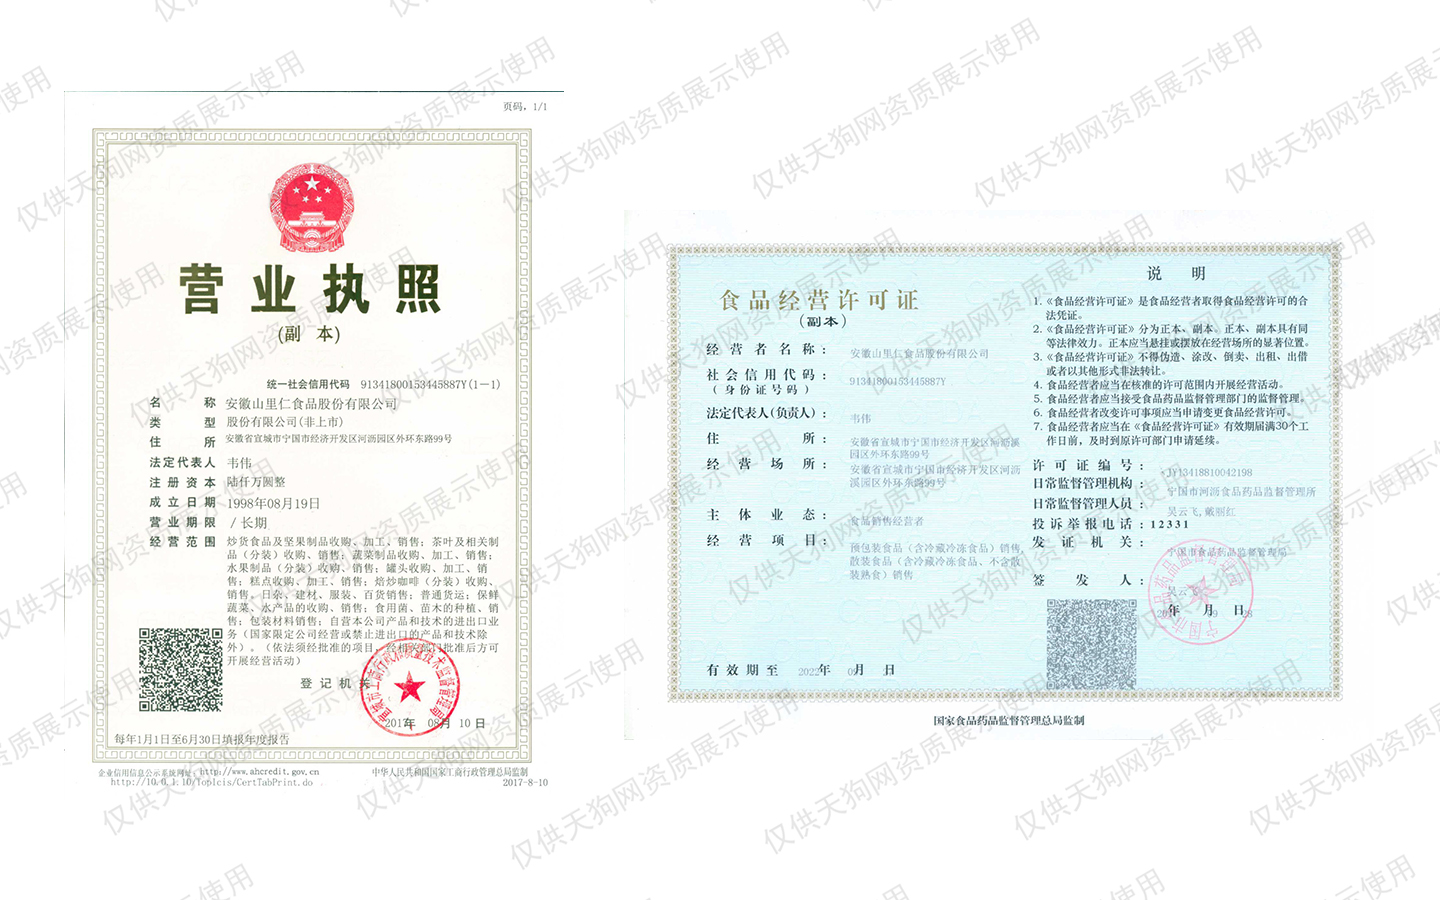 页码，1/1
营业执照
(副 本)
统一社会信用代码 91341800153445887Y(1-1)
名 称 安徽山里仁食品股份有限公司
类 型 股份有限公司(非上市)
住 所 安徽省宣城市宁国市经济开发区河沥园区外环东路99号
法定代表人 韦伟
注册资本 陆仟万圆整
成立日期 1998年08月19日
营业期限 / 长期
经营范围 炒货食品及坚果制品收购、加工、销售；茶叶及相关制
品（分装）收购、销售；蔬菜制品收购、加工、销售；
水果制品（分装）收购、销售；罐头收购、加工、销
售；糕点收购、加工、销售；焙炒咖啡（分装）收购、
销售。日杂、建材、服装、百货销售；普通货运；保鲜
蔬菜、水产品的收购、销售；食用菌、苗木的种植、销
售；包装材料销售；自营本公司产品和技术的进出口业
务（国家限定公司经营或禁止进出口的产品和技术除
外）。（依法须经批准的项目，经相关部门批准后方可
开展经营活动）
登记机关
2017年 08月 10日
每年1月1日至6月30日填报年度报告
企业信用信息公示系统网址：http://www.ahcredit.gov.cn
中华人民共和国国家工商行政管理总局监制
http://10.0.1.10/TopIcis/CertTabPrint.do
2017-8-10
食品经营许可证
(副本)
经营者名称： 安徽山里仁食品股份有限公司
社会信用代码： 91341800153445887Y
(身份证号码)
法定代表人(负责人)： 韦伟
住 所： 安徽省宣城市宁国市经济开发区河沥溪
园区外环东路99号
经营场所： 安徽省宣城市宁国市经济开发区河沥
溪园区外环东路99号
主体业态： 食品销售经营者
经营项目： 预包装食品（含冷藏冷冻食品）销售,
散装食品（含冷藏冷冻食品、不含散
装熟食）销售
有效期至 2022年 月 日
说 明
1.《食品经营许可证》是食品经营者取得食品经营许可的合
法凭证。
2.《食品经营许可证》分为正本、副本。正本、副本具有同
等法律效力。正本应当悬挂或摆放在经营场所的显著位置。
3.《食品经营许可证》不得伪造、涂改、倒卖、出租、出借
或者以其他形式非法转让。
4. 食品经营者应当在核准的许可范围内开展经营活动。
5. 食品经营者应当接受食品药品监督管理部门的监督管理。
6. 食品经营者改变许可事项应当申请变更食品经营许可。
7. 食品经营者应当在《食品经营许可证》有效期届满30个工
作日前，及时到原许可部门申请延续。
许可证编号： JY13418810042198
日常监督管理机构： 宁国市河沥食品药品监督管理所
日常监督管理人员： 吴云飞,戴丽红
投诉举报电话：12331
发证机关： 宁国市食品药品监督管理局
签发人：
年 月 日
国家食品药品监督管理总局监制
仅供天狗网资质展示使用